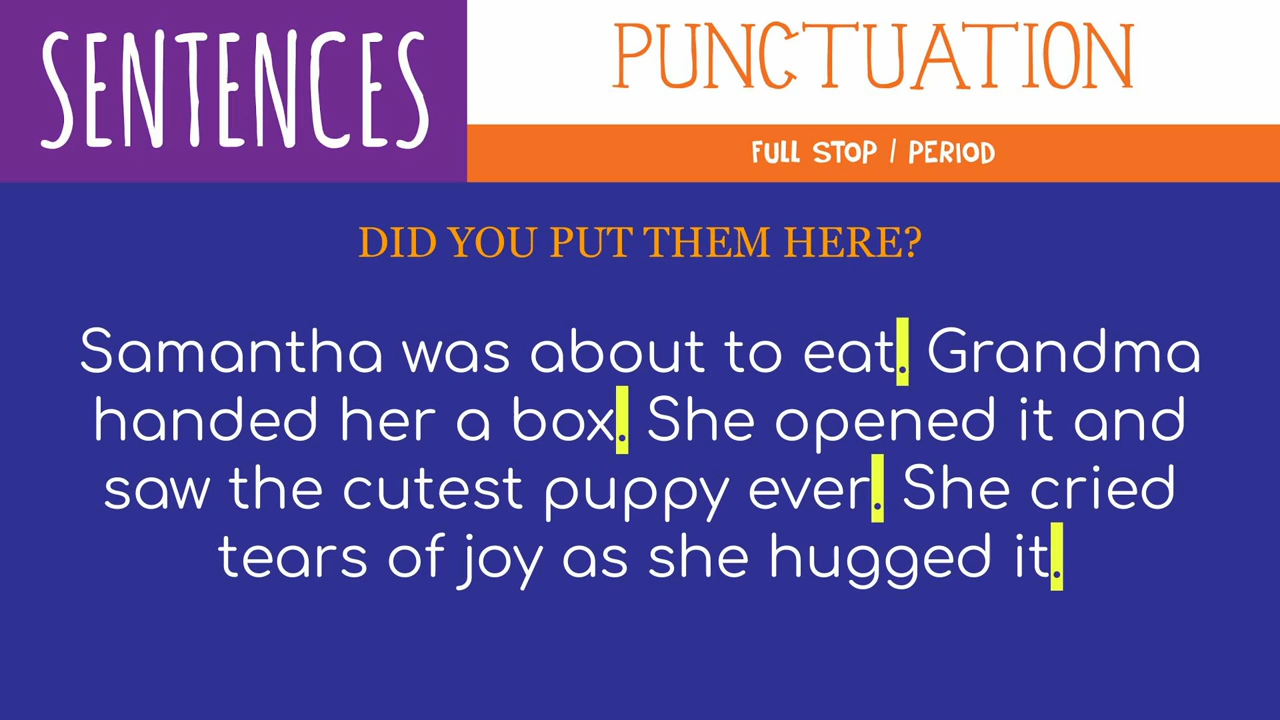 SENTENCES
PUNCTUATION
FULL STOP / PERIOD
DID YOU PUT THEM HERE?
Samantha was about to eat. Grandma
handed her a box. She opened it and
saw the cutest puppy ever. She cried
tears of joy as she hugged it.